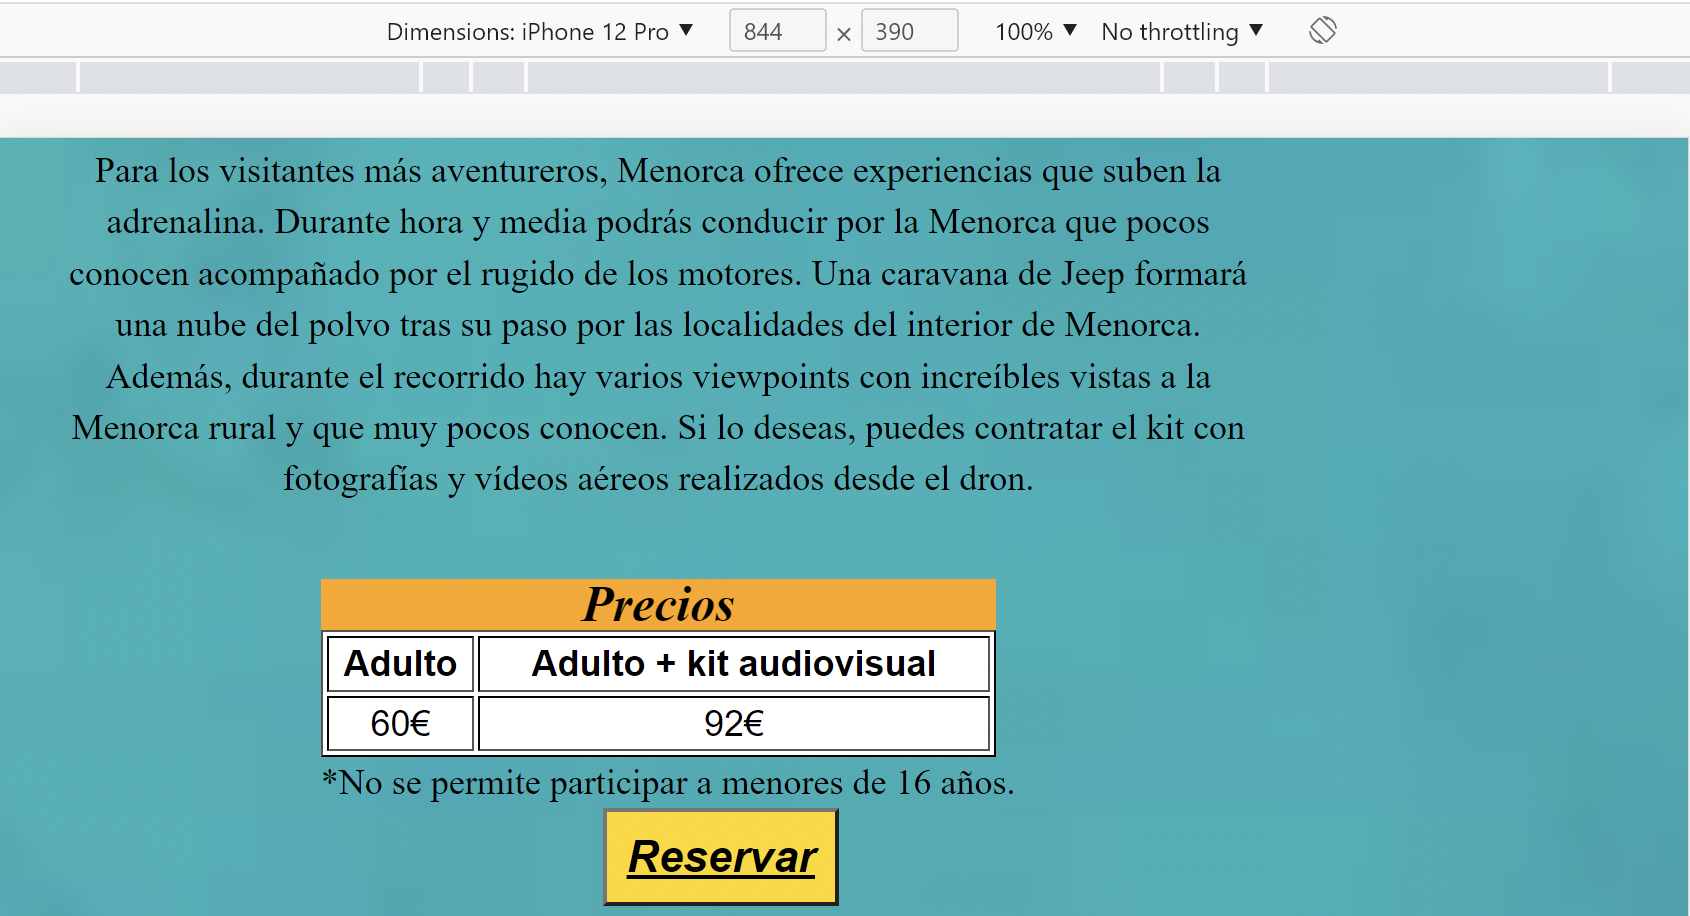 Dimensions: iPhone 12 Pro ▼ 844 × 390 100% ▼ No throttling ▼
Para los visitantes más aventureros, Menorca ofrece experiencias que suben la
adrenalina. Durante hora y media podrás conducir por la Menorca que pocos
conocen acompañado por el rugido de los motores. Una caravana de Jeep formará
una nube del polvo tras su paso por las localidades del interior de Menorca.
Además, durante el recorrido hay varios viewpoints con increíbles vistas a la
Menorca rural y que muy pocos conocen. Si lo deseas, puedes contratar el kit con
fotografías y vídeos aéreos realizados desde el dron.
Precios
Adulto Adulto + kit audiovisual
60€ 92€
*No se permite participar a menores de 16 años.
Reservar